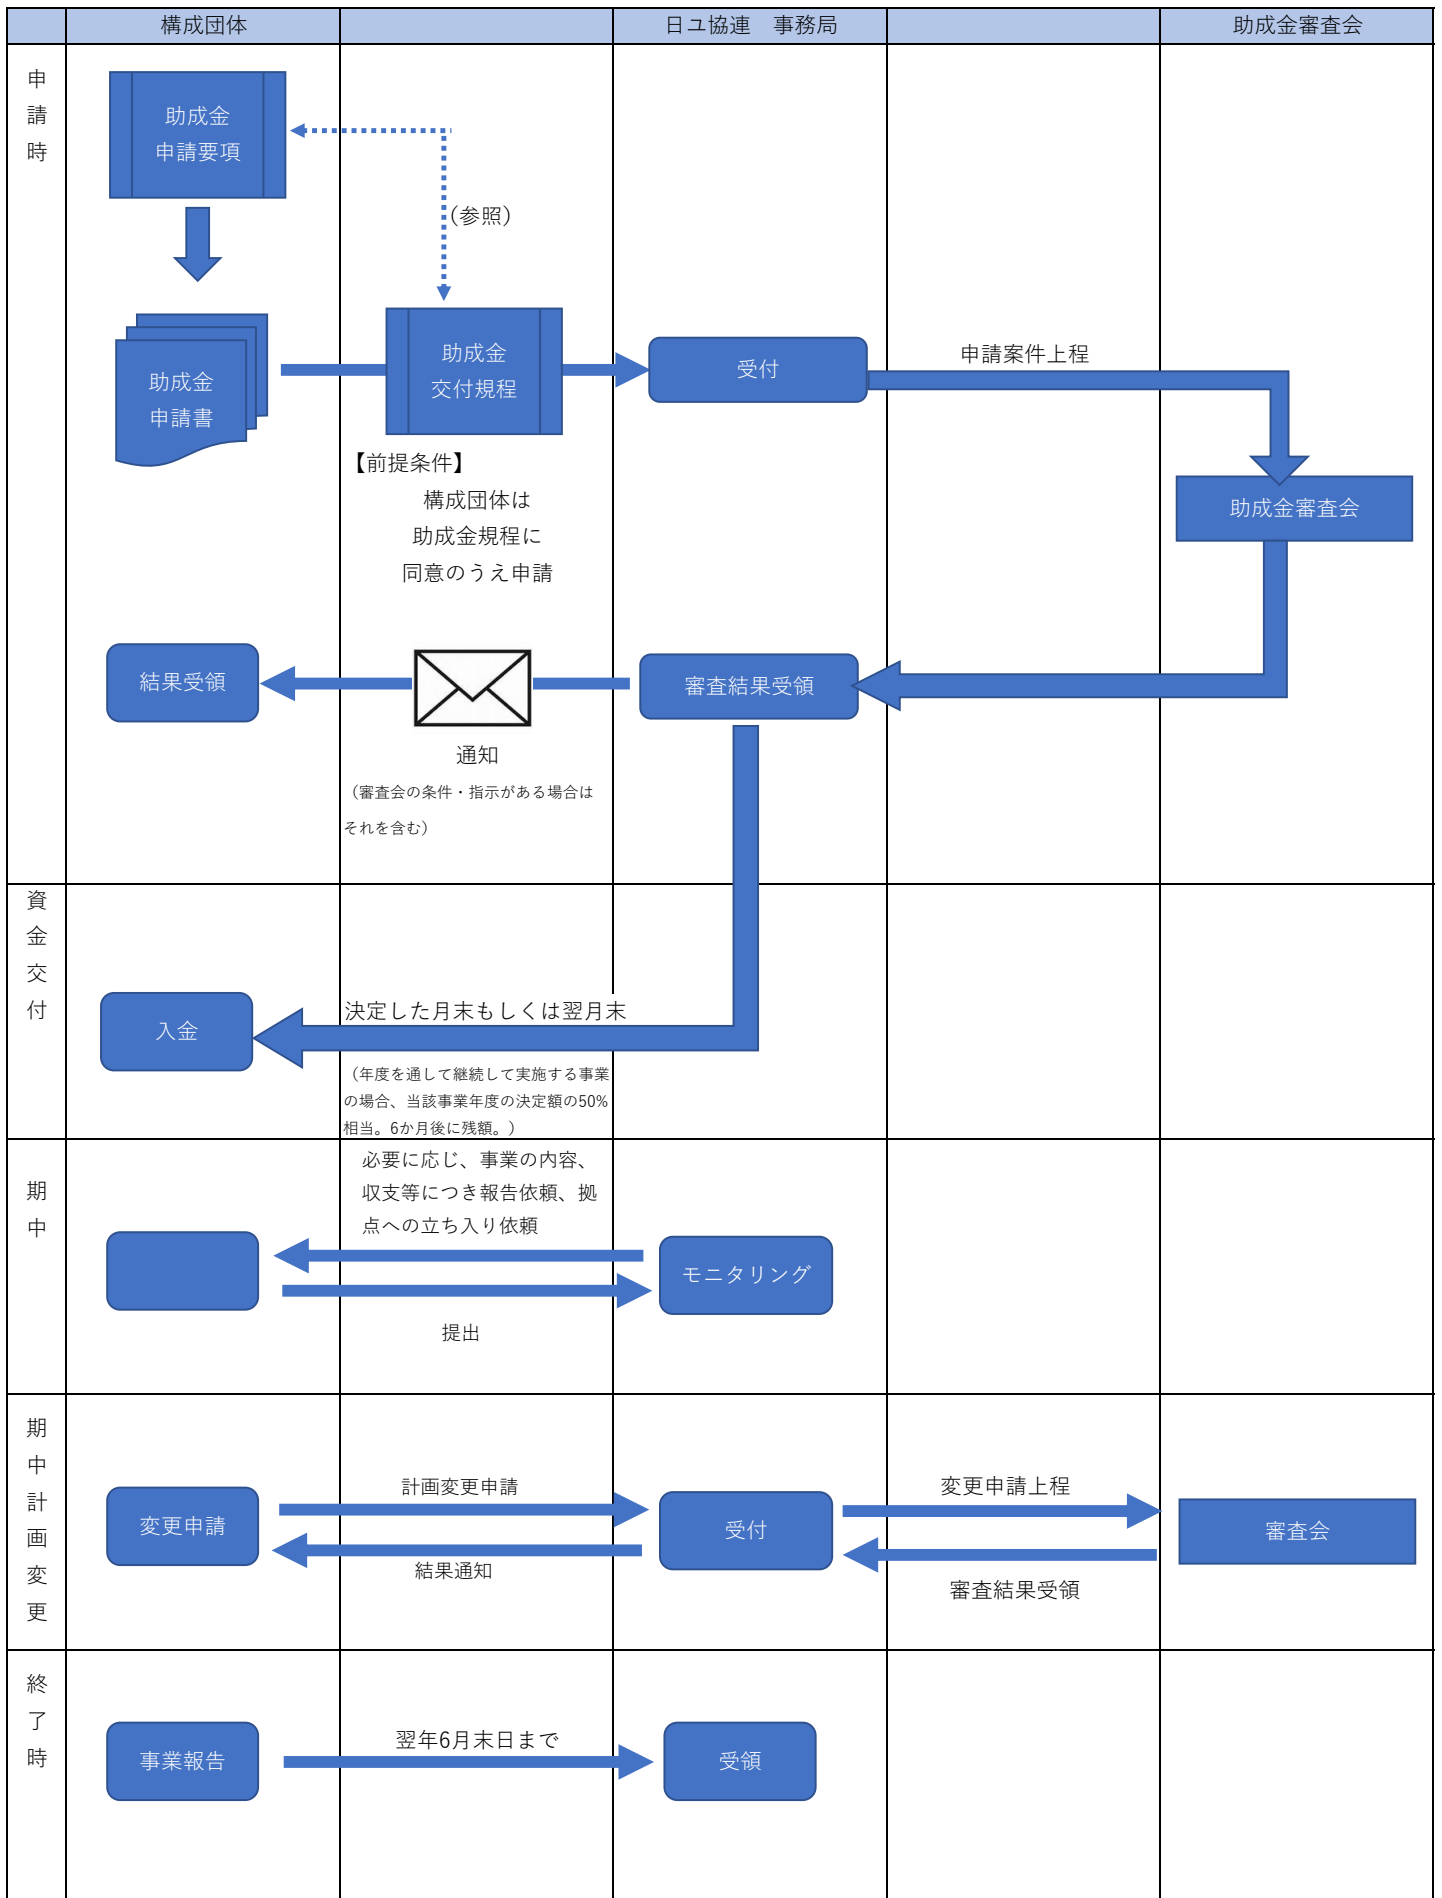 構成団体
日ユ協連　事務局
助成金審査会
申請時
助成金
申請要項
（参照）
助成金
申請書
助成金
交付規程
受付
申請案件上程
【前提条件】
構成団体は
助成金規程に
同意のうえ申請
助成金審査会
結果受領
審査結果受領
通知
（審査会の条件・指示がある場合は
それを含む）
資金交付
決定した月末もしくは翌月末
入金
（年度を通して継続して実施する事業
の場合、当該事業年度の決定額の50%
相当。6か月後に残額。）
期中
必要に応じ、事業の内容、
収支等につき報告依頼、拠
点への立ち入り依頼
モニタリング
提出
期中計画変更
計画変更申請
変更申請上程
変更申請
受付
審査会
結果通知
審査結果受領
終了時
翌年6月末日まで
事業報告
受領